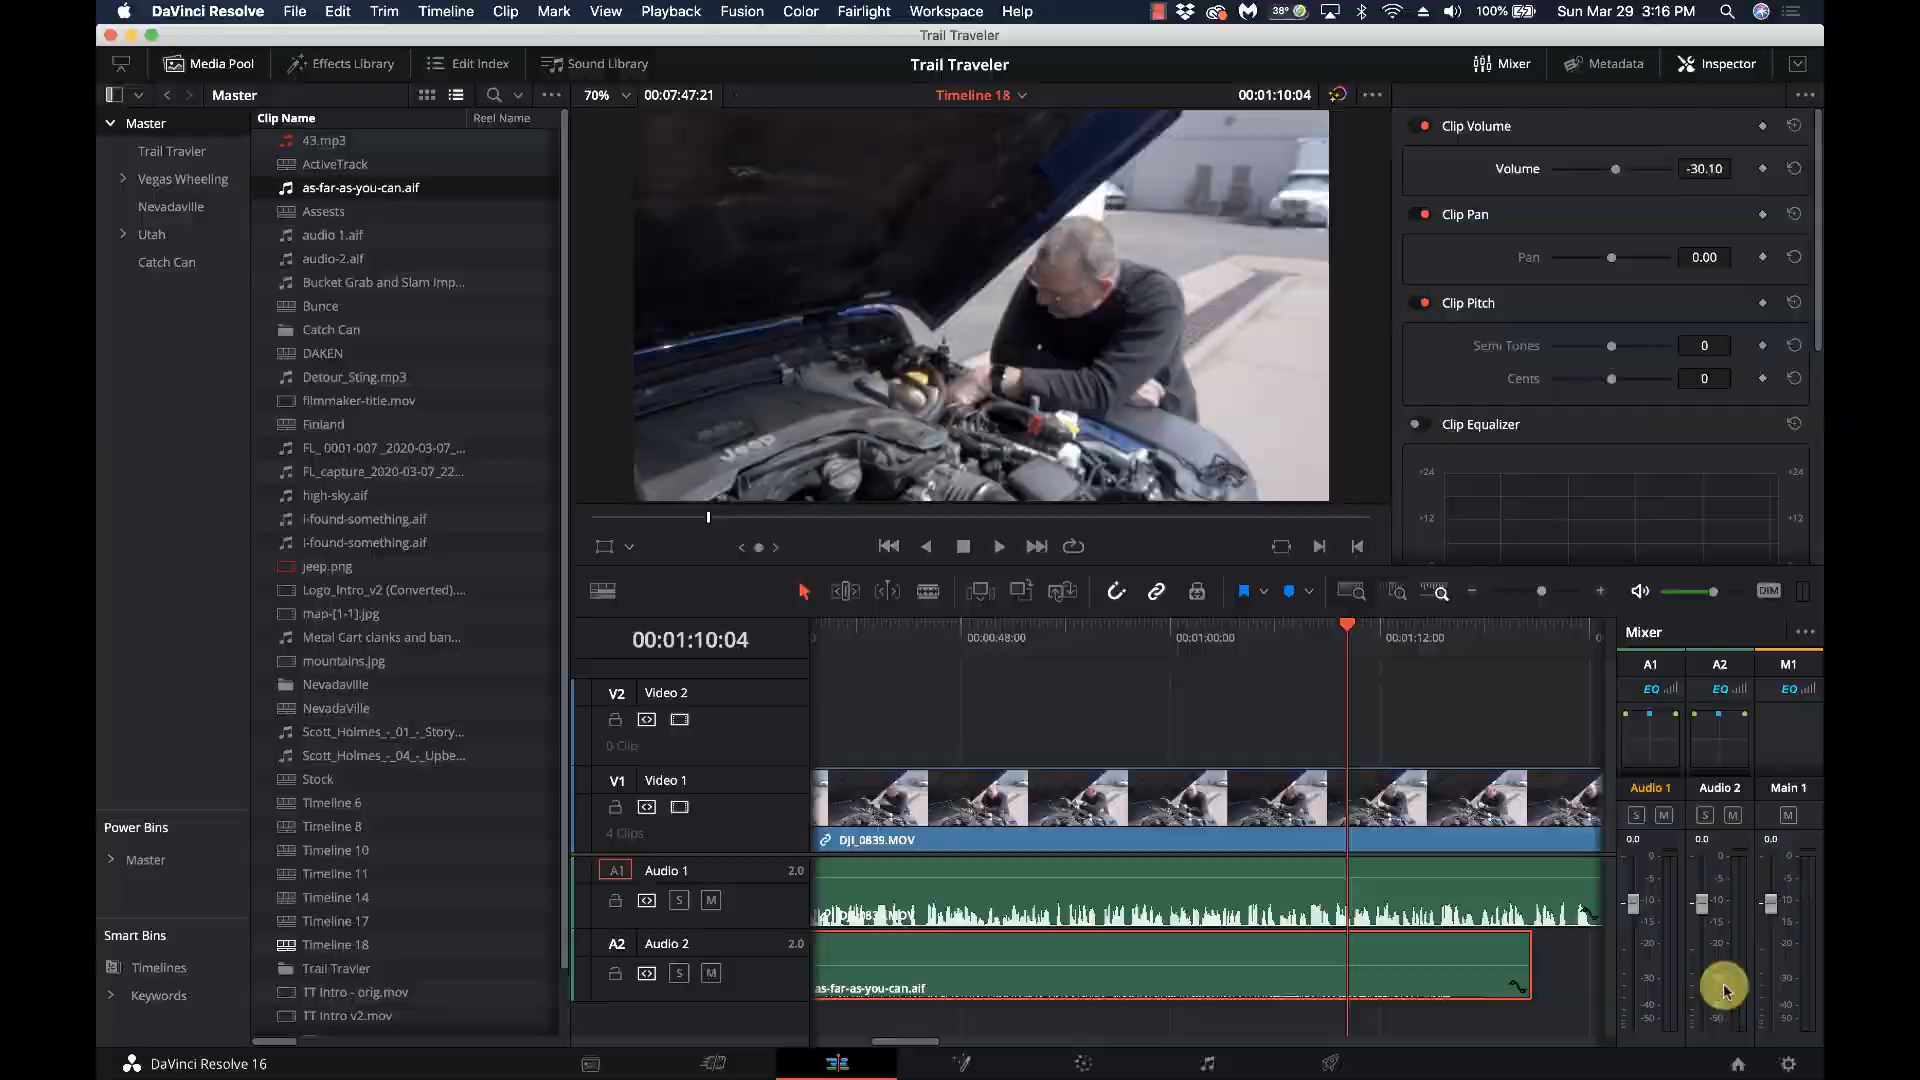 DaVinci Resolve File Edit Trim Timeline Clip Mark View Playback Fusion Color Fairlight Workspace Help 38° 100% Sun Mar 29 3:16 PM
Trail Traveler
Media Pool Effects Library Edit Index Sound Library Trail Traveler Mixer Metadata Inspector
Master 70% 00:07:47:21 Timeline 18 00:01:10:04
Clip Name Reel Name
Master
Trail Travler
Vegas Wheeling
Nevadaville
Utah
Catch Can
Power Bins
Master
Smart Bins
Timelines
Keywords
43.mp3
ActiveTrack
as-far-as-you-can.aif
Assests
audio 1.aif
audio-2.aif
Bucket Grab and Slam Imp...
Bunce
Catch Can
DAKEN
Detour_Sting.mp3
filmmaker-title.mov
Finland
FL_ 0001-007 _2020-03-07_...
FL_capture_2020-03-07_22...
high-sky.aif
i-found-something.aif
i-found-something.aif
jeep.png
Logo_Intro_v2 (Converted)....
map-[1-1].jpg
Metal Cart clanks and ban...
mountains.jpg
Nevadaville
NevadaVille
Scott_Holmes_-_01_-_Story...
Scott_Holmes_-_04_-_Upbe...
Stock
Timeline 6
Timeline 8
Timeline 10
Timeline 11
Timeline 14
Timeline 17
Timeline 18
Trail Travler
TT Intro - orig.mov
TT Intro v2.mov
Jeep
Clip Volume
Volume -30.10
Clip Pan
Pan 0.00
Clip Pitch
Semi Tones 0
Cents 0
Clip Equalizer
+24 +24
+12 +12
DIM
00:01:10:04 00:00:48:00 00:01:00:00 00:01:12:00
V2 Video 2
0 Clip
V1 Video 1
4 Clips
DJI_0839.MOV
A1 Audio 1 2.0
S M
DJI_0839.MOV
A2 Audio 2 2.0
S M
as-far-as-you-can.aif
Mixer
A1 A2 M1
EQ EQ EQ
Audio 1 Audio 2 Main 1
S M S M M
0.0 0.0 0.0
0- 0- 0-
-5- -5- -5-
-10- -10- -10-
-15- -15- -15-
-20- -20- -20-
-30- -30- -30-
-40- -40- -40-
-50- -50- -50-
DaVinci Resolve 16